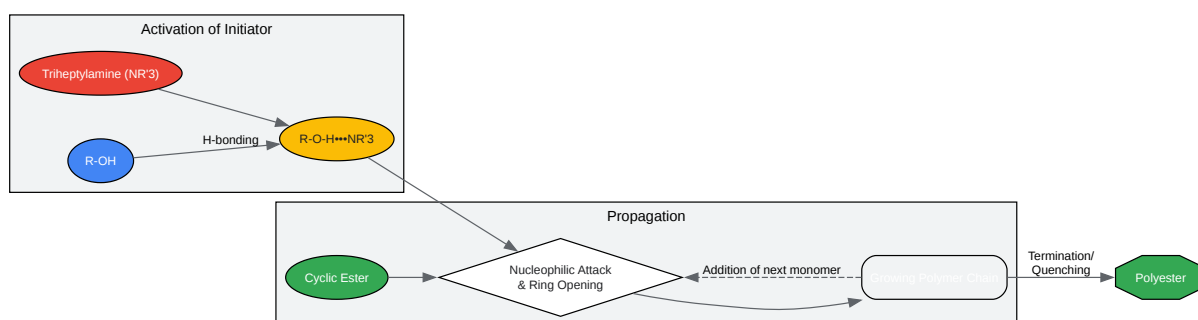 Activation of Initiator
Triheptylamine (NR'3)
H-bonding
R-O-H•••NR'3
R-OH
Propagation
Cyclic Ester
Nucleophilic Attack
& Ring Opening
Addition of next monomer
Growing Polymer Chain
Termination/
Quenching
Polyester